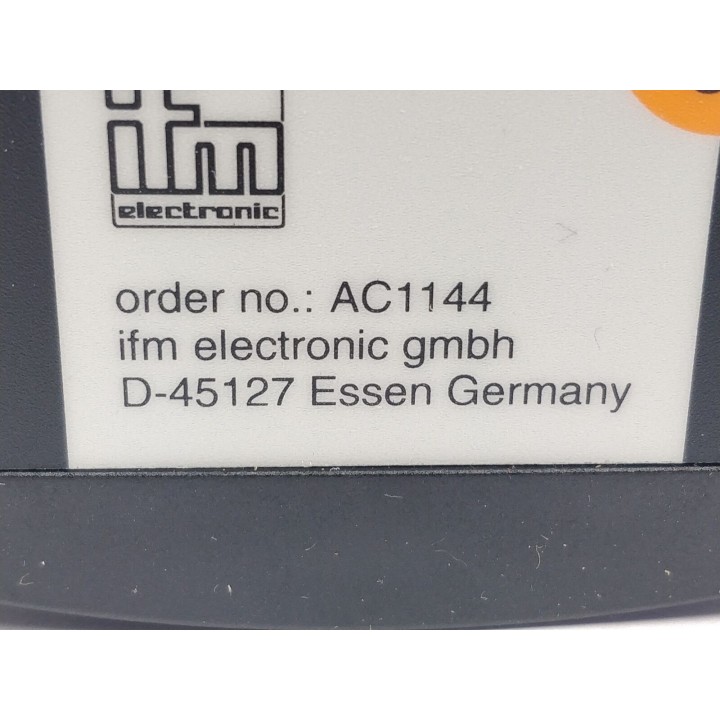 ifm
electronic
order no.: AC1144
ifm electronic gmbh
D-45127 Essen Germany